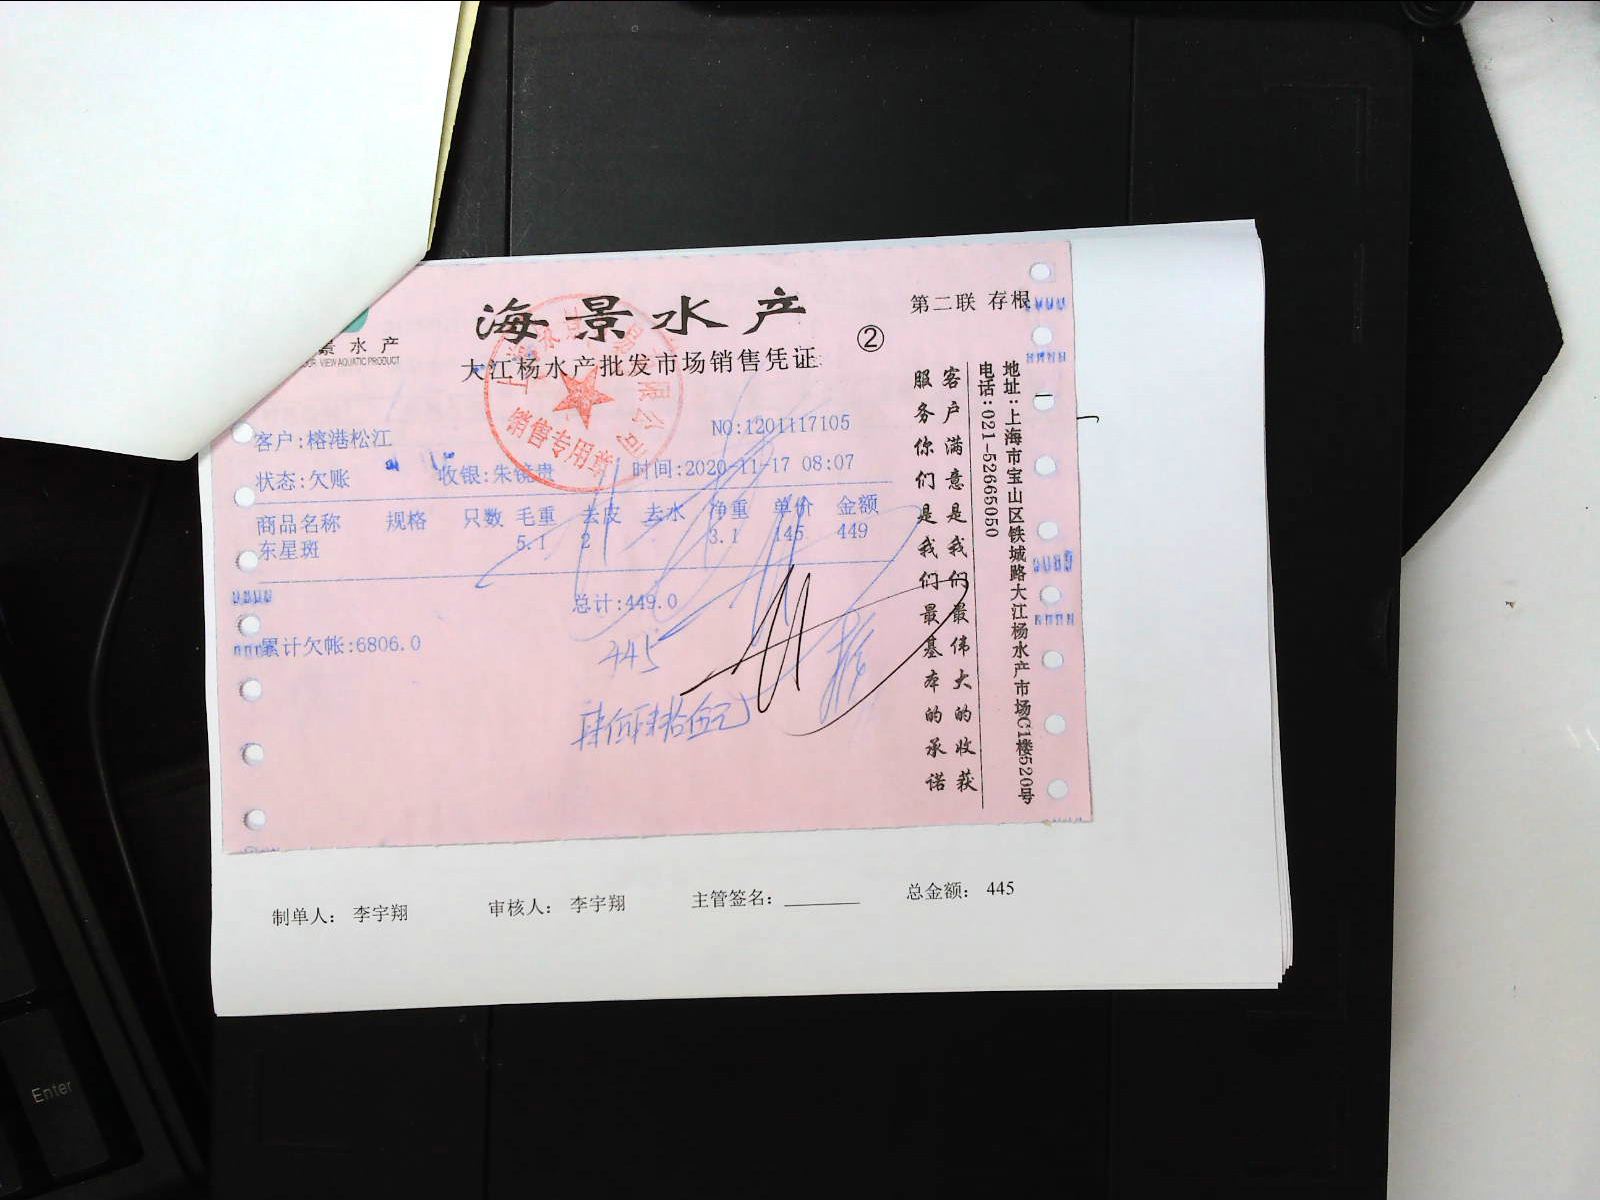 海景水产
第二联 存根
②
景水产
VIEW AQUATIC PRODUCT
大江杨水产批发市场销售凭证
销售专用章
客户:榕港松江
NO:1201117105
状态:欠账
收银:朱镜贵
时间:2020-11-17 08:07
商品名称 规格 只数 毛重 去皮 去水 净重 单价 金额
东星斑 5.1 2 3.1 145 449
总计:449.0
累计欠帐:6806.0
445
肆佰肆拾伍元
客户满意是我们最伟大的收获
服务你们是我们最基本的承诺
地址:上海市宝山区铁城路大江杨水产市场C1楼520号
电话:021-52665050
制单人: 李宇翔
审核人: 李宇翔
主管签名:
总金额: 445
Enter